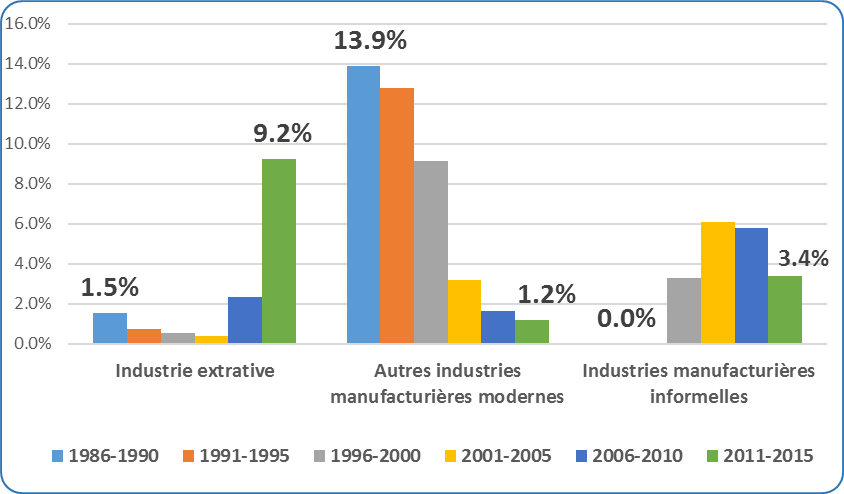 16.0%
14.0%
12.0%
10.0%
8.0%
6.0%
4.0%
2.0%
0.0%
1.5%
9.2%
13.9%
1.2%
0.0%
3.4%
Industrie extrative
Autres industries
manufacturières modernes
Industries manufacturières
informelles
1986-1990 1991-1995 1996-2000 2001-2005 2006-2010 2011-2015